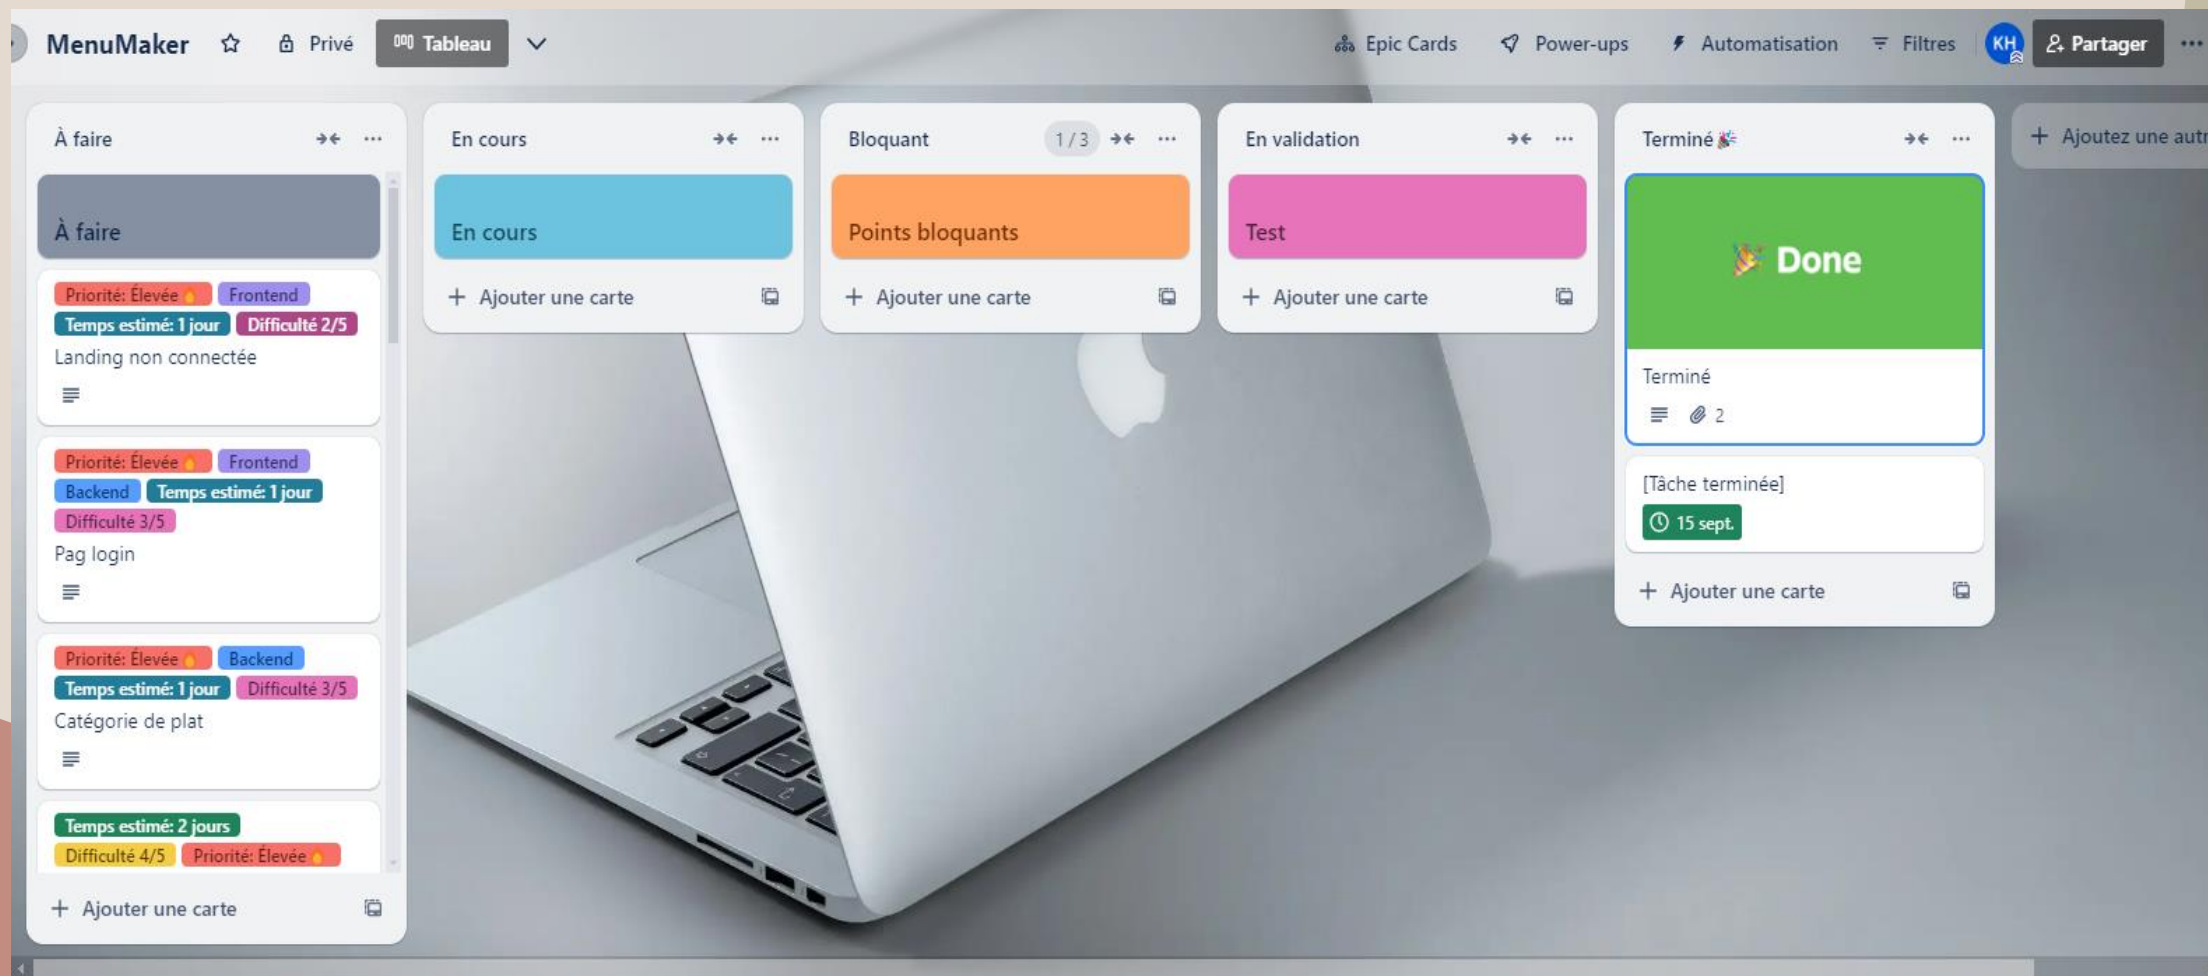 MenuMaker Privé Tableau Epic Cards Power-ups Automatisation Filtres KH Partager
À faire
À faire
Priorité: Élevée🔥 Frontend
Temps estimé: 1 jour Difficulté 2/5
Landing non connectée
Priorité: Élevée🔥 Frontend
Backend Temps estimé: 1 jour
Difficulté 3/5
Pag login
Priorité: Élevée🔥 Backend
Temps estimé: 1 jour Difficulté 3/5
Catégorie de plat
Temps estimé: 2 jours
Difficulté 4/5 Priorité: Élevée🔥
+ Ajouter une carte
En cours
En cours
+ Ajouter une carte
Bloquant 1/3
Points bloquants
+ Ajouter une carte
En validation
Test
+ Ajouter une carte
Terminé🎉
🎉 Done
Terminé
2
[Tâche terminée]
15 sept.
+ Ajouter une carte
+ Ajoutez une autr